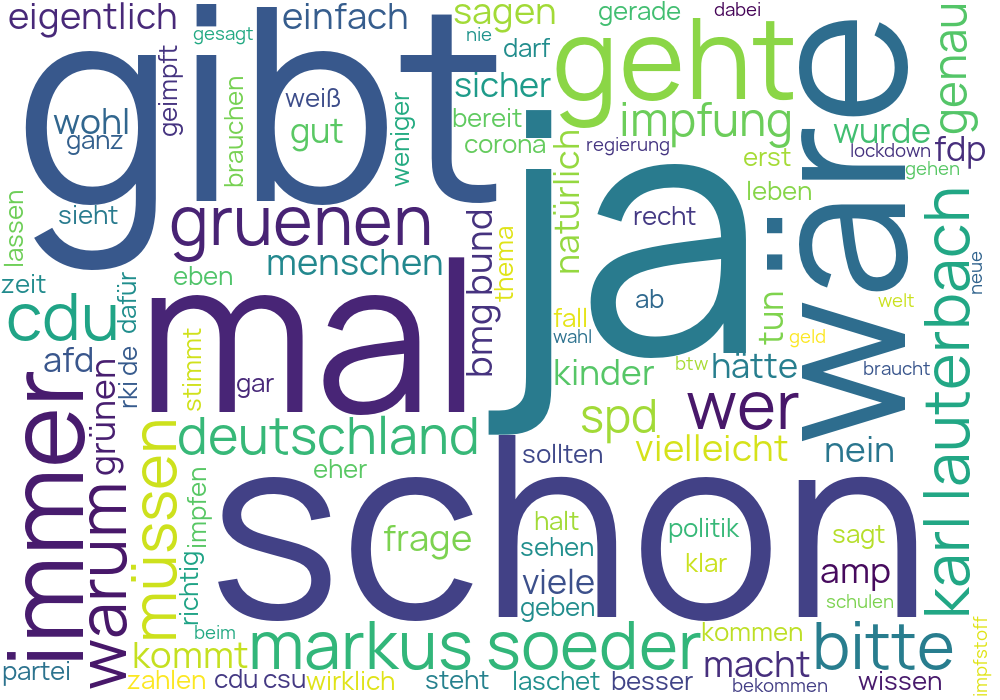 eigentlich
einfach
sagen
gerade
dabei
gesagt
nie
darf
geimpft
gibt
geht
wäre
genau
weiß
sicher
brauchen
wohl
ganz
gut
weniger
bereit
impfung
wurde
corona
regierung
lockdown
fdp
natürlich
erst
gehen
leben
lassen
sieht
gruenen
ja
recht
menschen
bmg bund
thema
zeit
eben
dafür
cdu
ab
tun
welt
neue
karl lauterbach
fall
wahl
geld
afd
rki de
stimmt
mal
gar
kinder
btw
hätte
braucht
immer
warum
grünen
müssen
deutschland
spd
wer
vielleicht
nein
sollten
eher
impfen
schon
frage
halt
sehen
politik
klar
sagt
viele
amp
geben
schulen
richtig
beim
markus soeder
kommen
bitte
impfstoff
partei
kommt
macht
zahlen
cdu csu
wirklich
steht
laschet
besser
bekommen
wissen